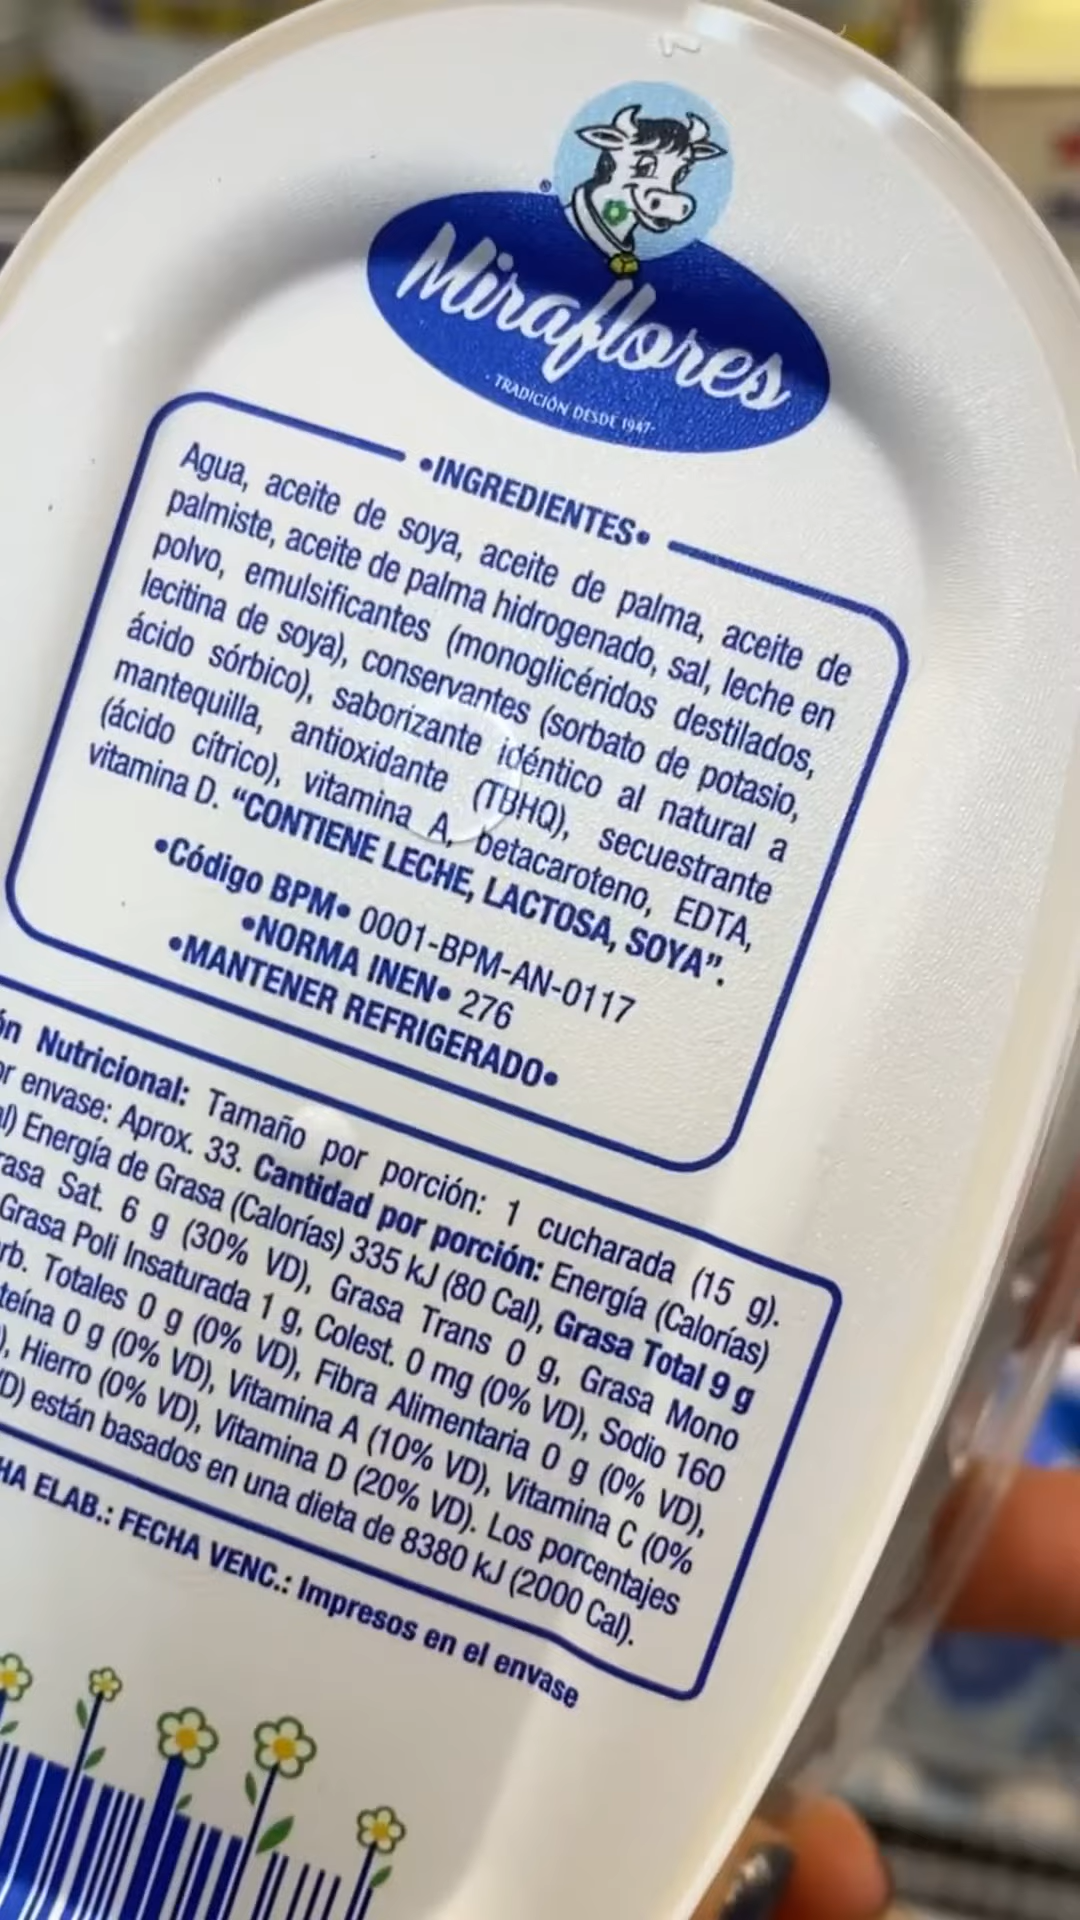 Miraflores
· TRADICIÓN DESDE 1947·
•INGREDIENTES•
Agua, aceite de soya, aceite de palma, aceite de
palmiste, aceite de palma hidrogenado, sal, leche en
polvo, emulsificantes (monoglicéridos destilados,
lecitina de soya), conservantes (sorbato de potasio,
ácido sórbico), saborizante idéntico al natural a
mantequilla, antioxidante (TBHQ), secuestrante
(ácido cítrico), vitamina A, betacaroteno, EDTA,
vitamina D. “CONTIENE LECHE, LACTOSA, SOYA”.
•Código BPM• 0001-BPM-AN-0117
•NORMA INEN• 276
•MANTENER REFRIGERADO•
Nutricional: Tamaño por porción: 1 cucharada (15 g).
envase: Aprox. 33. Cantidad por porción: Energía (Calorías)
Energía de Grasa (Calorías) 335 kJ (80 Cal), Grasa Total 9 g
Sat. 6 g (30% VD), Grasa Trans 0 g, Grasa Mono
Grasa Poli Insaturada 1 g, Colest. 0 mg (0% VD), Sodio 160
Totales 0 g (0% VD), Fibra Alimentaria 0 g (0% VD),
0 g (0% VD), Vitamina A (10% VD), Vitamina C (0%
Hierro (0% VD), Vitamina D (20% VD). Los porcentajes
están basados en una dieta de 8380 kJ (2000 Cal).
ELAB.: FECHA VENC.: Impresos en el envase